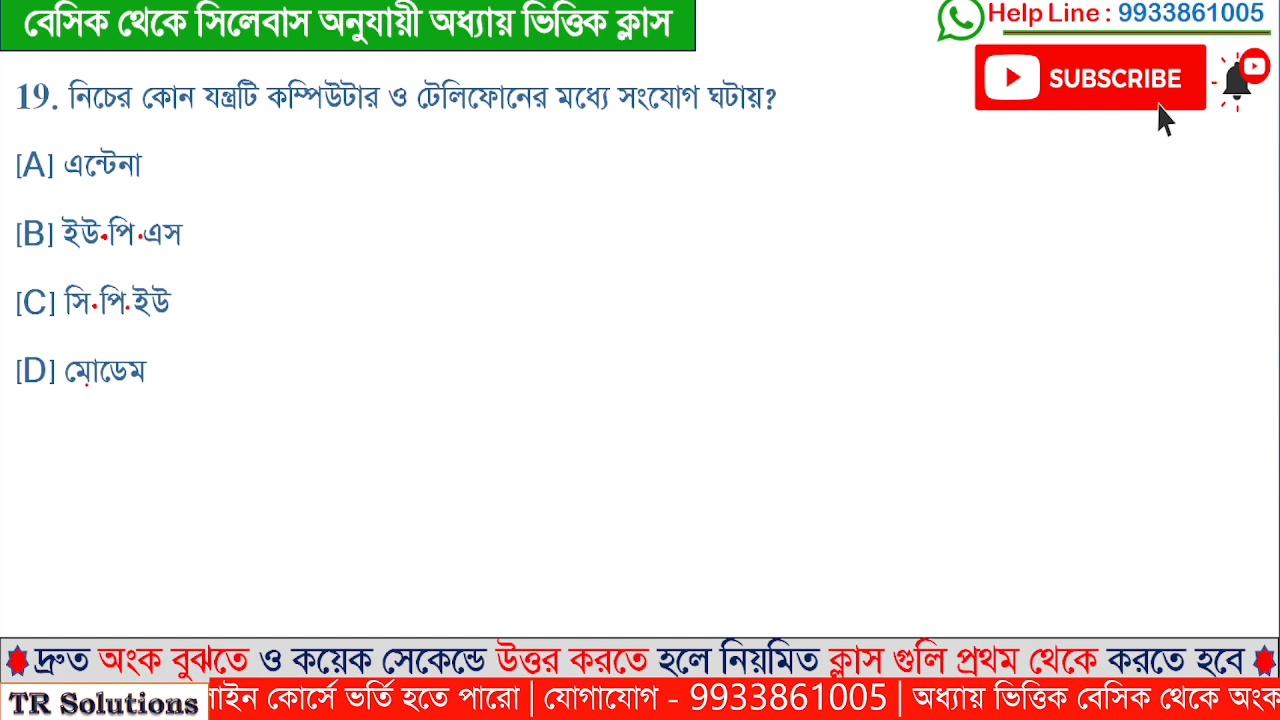 বেসিক থেকে সিলেবাস অনুযায়ী অধ্যায় ভিত্তিক ক্লাস
Help Line : 9933861005
SUBSCRIBE
19. নিচের কোন যন্ত্রটি কম্পিউটার ও টেলিফোনের মধ্যে সংযোগ ঘটায়?
[A] এন্টেনা
[B] ইউ.পি.এস
[C] সি.পি.ইউ
[D] মোডেম
দ্রুত অংক বুঝতে ও কয়েক সেকেন্ডে উত্তর করতে হলে নিয়মিত ক্লাস গুলি প্রথম থেকে করতে হবে
TR Solutions
াইন কোর্সে ভর্তি হতে পারো | যোগাযোগ - 9933861005 | অধ্যায় ভিত্তিক বেসিক থেকে অংক